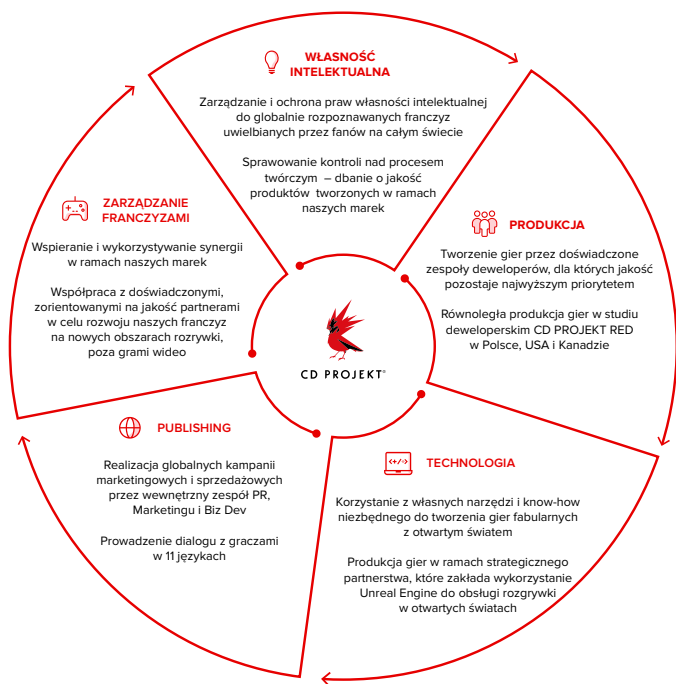 WŁASNOŚĆ
INTELEKTUALNA
Zarządzanie i ochrona praw własności intelektualnej
do globalnie rozpoznawanych franczyz
uwielbianych przez fanów na całym świecie
Sprawowanie kontroli nad procesem
twórczym – dbanie o jakość
produktów tworzonych w ramach
naszych marek
PRODUKCJA
Tworzenie gier przez doświadczone
zespoły deweloperów, dla których jakość
pozostaje najwyższym priorytetem
Równoległa produkcja gier w studiu
deweloperskim CD PROJEKT RED
w Polsce, USA i Kanadzie
TECHNOLOGIA
Korzystanie z własnych narzędzi i know-how
niezbędnego do tworzenia gier fabularnych
z otwartym światem
Produkcja gier w ramach strategicznego
partnerstwa, które zakłada wykorzystanie
Unreal Engine do obsługi rozgrywki
w otwartych światach
PUBLISHING
Realizacja globalnych kampanii
marketingowych i sprzedażowych
przez wewnętrzny zespół PR,
Marketingu i Biz Dev
Prowadzenie dialogu z graczami
w 11 językach
ZARZĄDZANIE
FRANCZYZAMI
Wspieranie i wykorzystywanie synergii
w ramach naszych marek
Współpraca z doświadczonymi,
zorientowanymi na jakość partnerami
w celu rozwoju naszych franczyz
na nowych obszarach rozrywki,
poza grami wideo
CD PROJEKT®